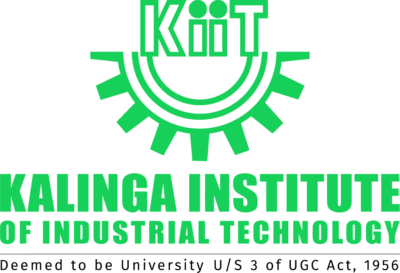 KiiT
KALINGA INSTITUTE
OF INDUSTRIAL TECHNOLOGY
Deemed to be University U/S 3 of UGC Act, 1956